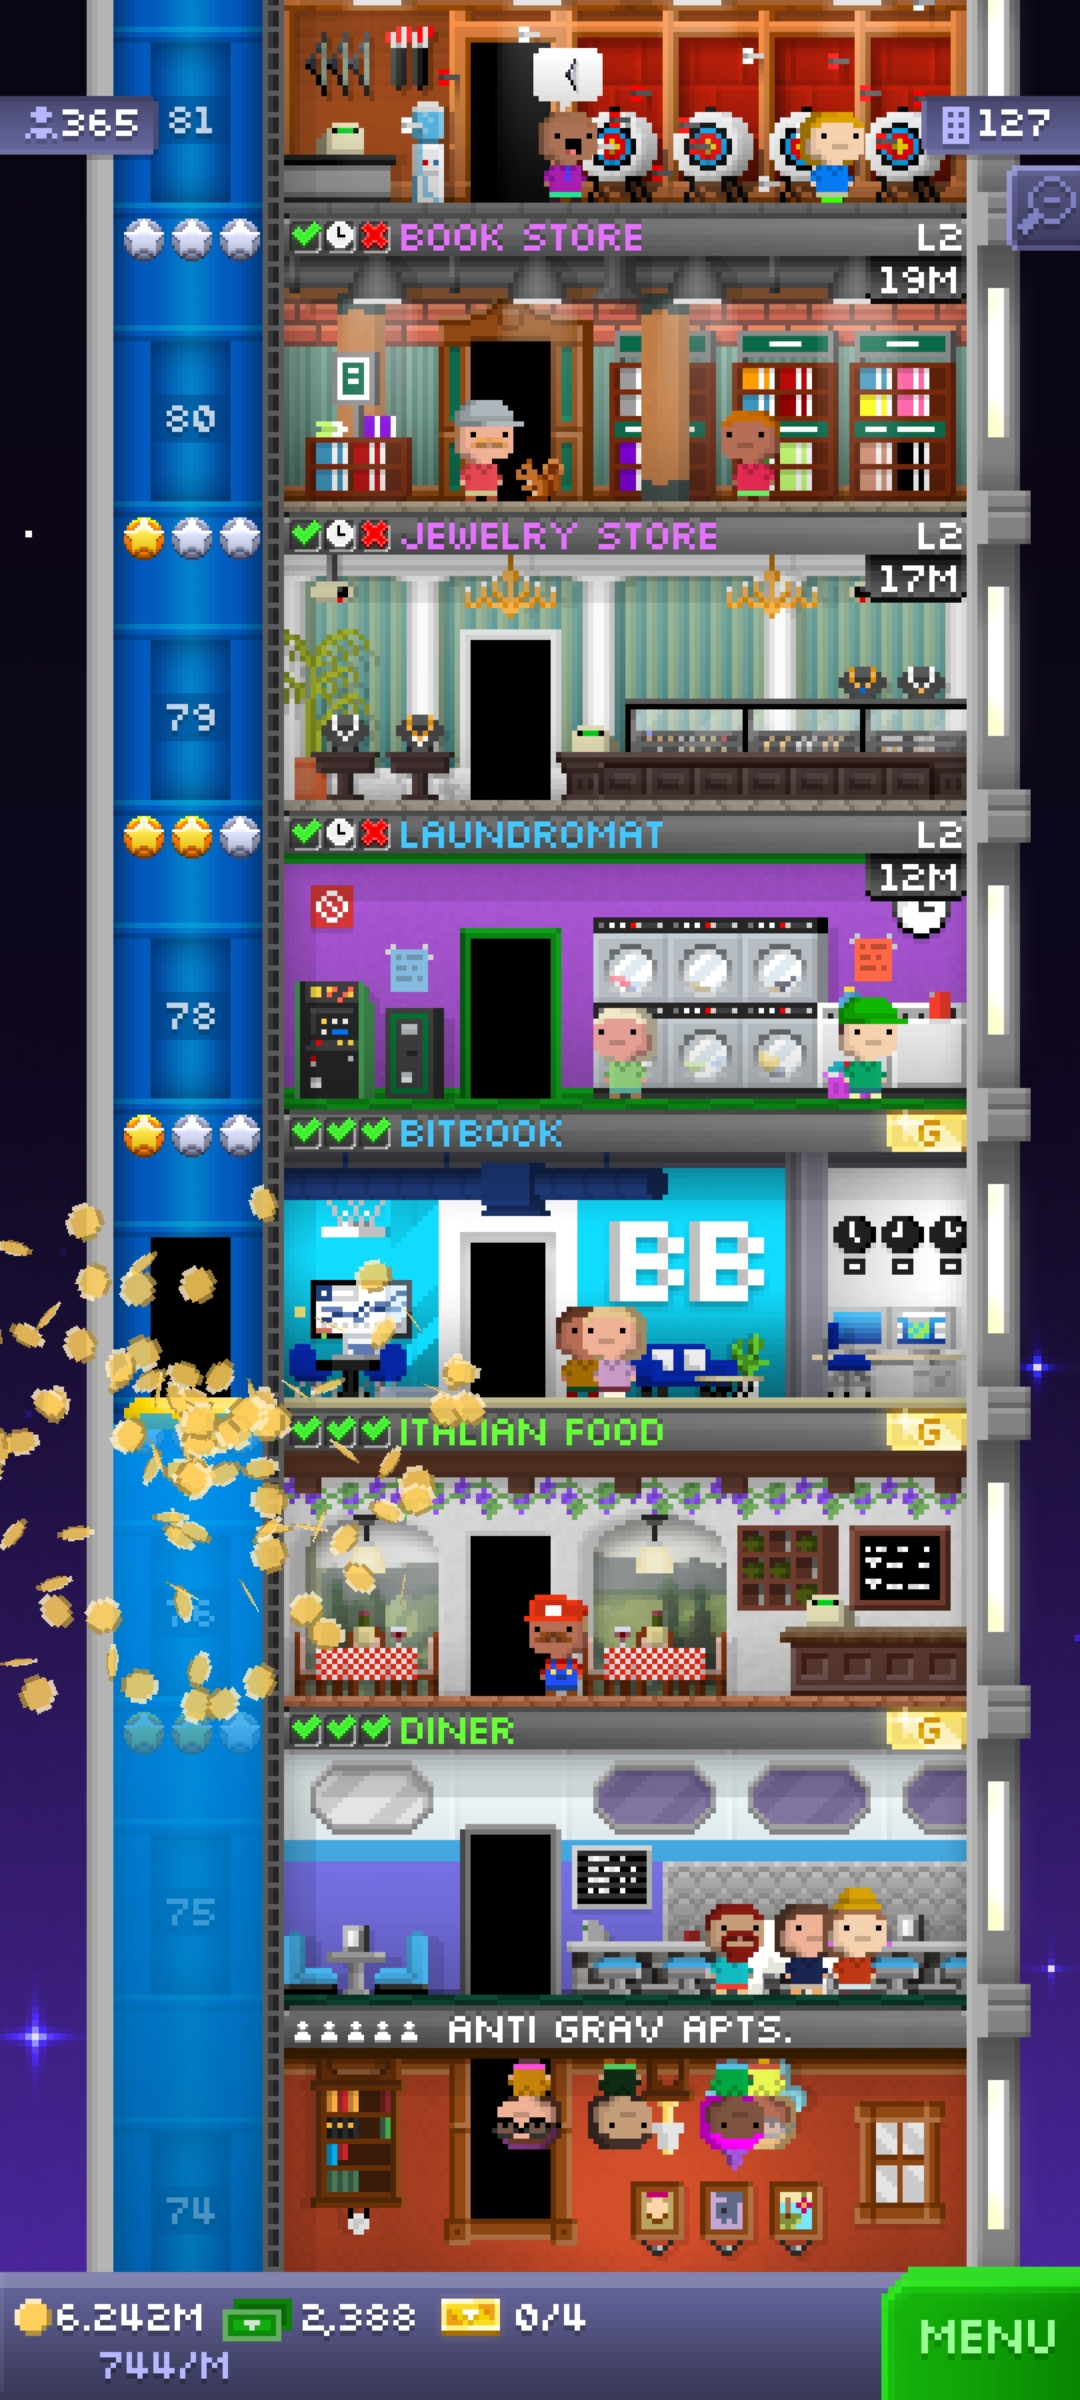 365
81
127
BOOK STORE L2
19M
80
JEWELRY STORE L2
17M
79
LAUNDROMAT L2
12M
78
BITBOOK G
BB
ITALIAN FOOD G
DINER G
75
ANTI GRAV APTS.
74
6.242M 2,388 0/4
744/M
MENU